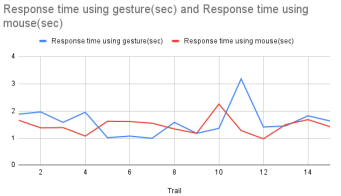 Response time using gesture(sec) and Response time using
mouse(sec)
Response time using gesture(sec) Response time using mouse(sec)
4
3
2
1
0
2 4 6 8 10 12 14
Trail